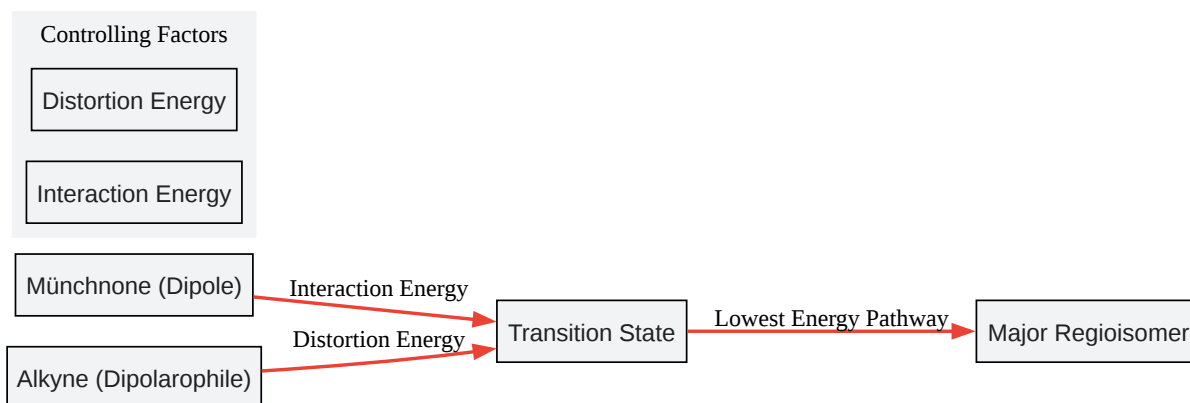 Controlling Factors
Distortion Energy
Interaction Energy
Münchnone (Dipole)
Interaction Energy
Distortion Energy
Alkyne (Dipolarophile)
Transition State
Lowest Energy Pathway
Major Regioisomer